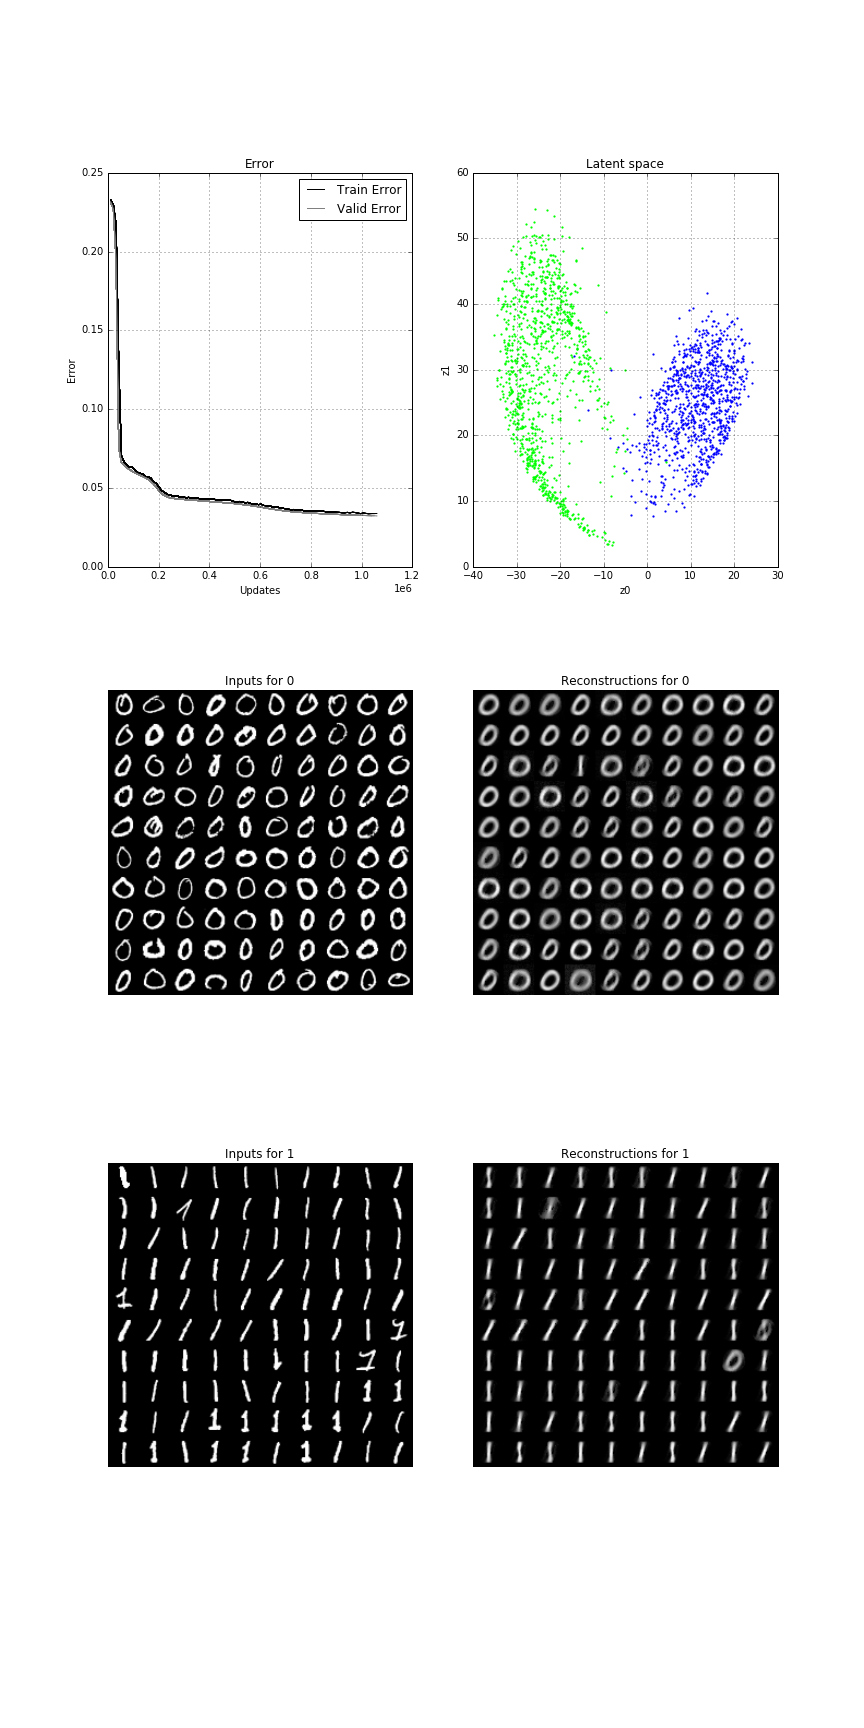 Error
0.25
0.20
0.15
0.10
0.05
0.00
Error
Train Error
Valid Error
0.0 0.2 0.4 0.6 0.8 1.0 1.2
Updates
1e6
Latent space
60
50
40
30
20
10
0
z1
−40 −30 −20 −10 0 10 20 30
z0
Inputs for 0
Reconstructions for 0
Inputs for 1
Reconstructions for 1